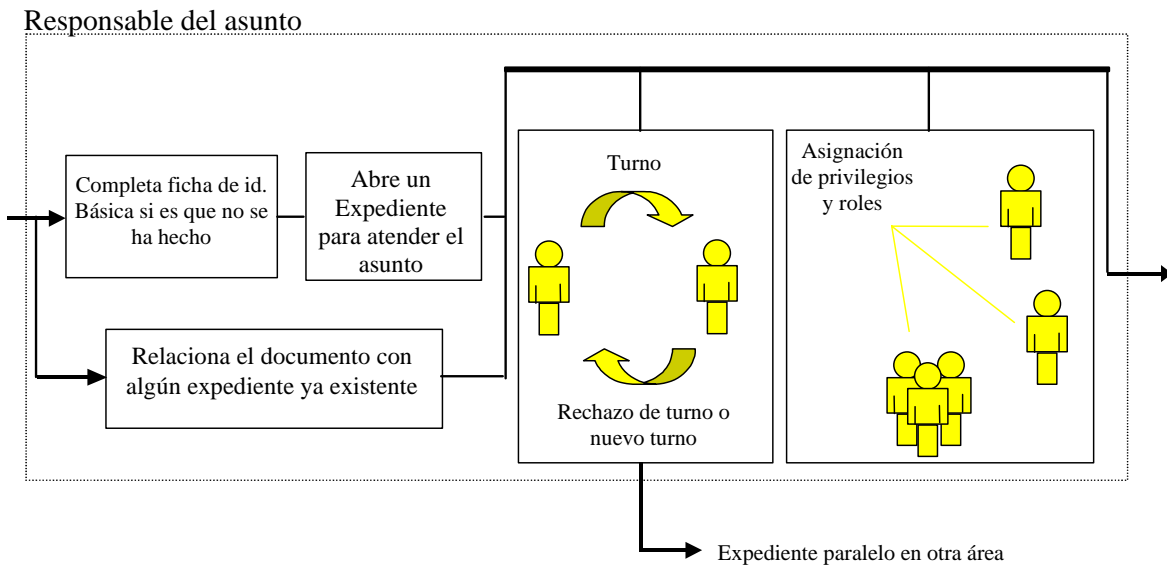 Responsable del asunto
Completa ficha de id.
Básica si es que no se
ha hecho
Abre un
Expediente
para atender el
asunto
Relaciona el documento con
algún expediente ya existente
Turno
Rechazo de turno o
nuevo turno
Asignación
de privilegios
y roles
Expediente paralelo en otra área